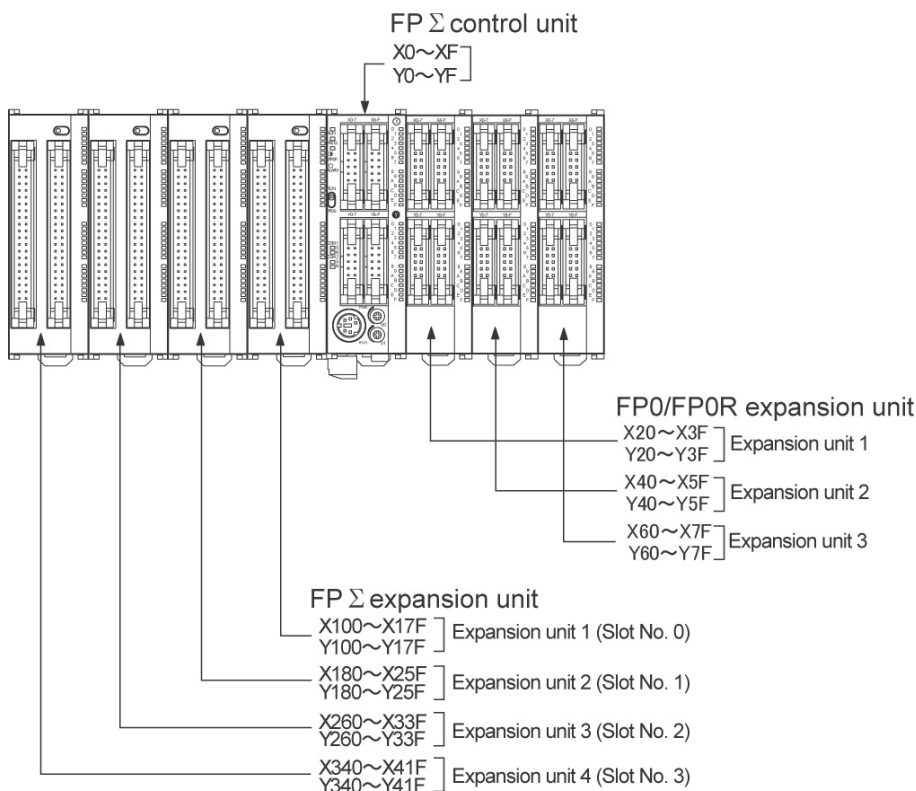 FP Σ control unit
X0～XF
Y0～YF
FP0/FP0R expansion unit
X20～X3F
Y20～Y3F
Expansion unit 1
X40～X5F
Y40～Y5F
Expansion unit 2
X60～X7F
Y60～Y7F
Expansion unit 3
FP Σ expansion unit
X100～X17F
Y100～Y17F
Expansion unit 1 (Slot No. 0)
X180～X25F
Y180～Y25F
Expansion unit 2 (Slot No. 1)
X260～X33F
Y260～Y33F
Expansion unit 3 (Slot No. 2)
X340～X41F
Y340～Y41F
Expansion unit 4 (Slot No. 3)